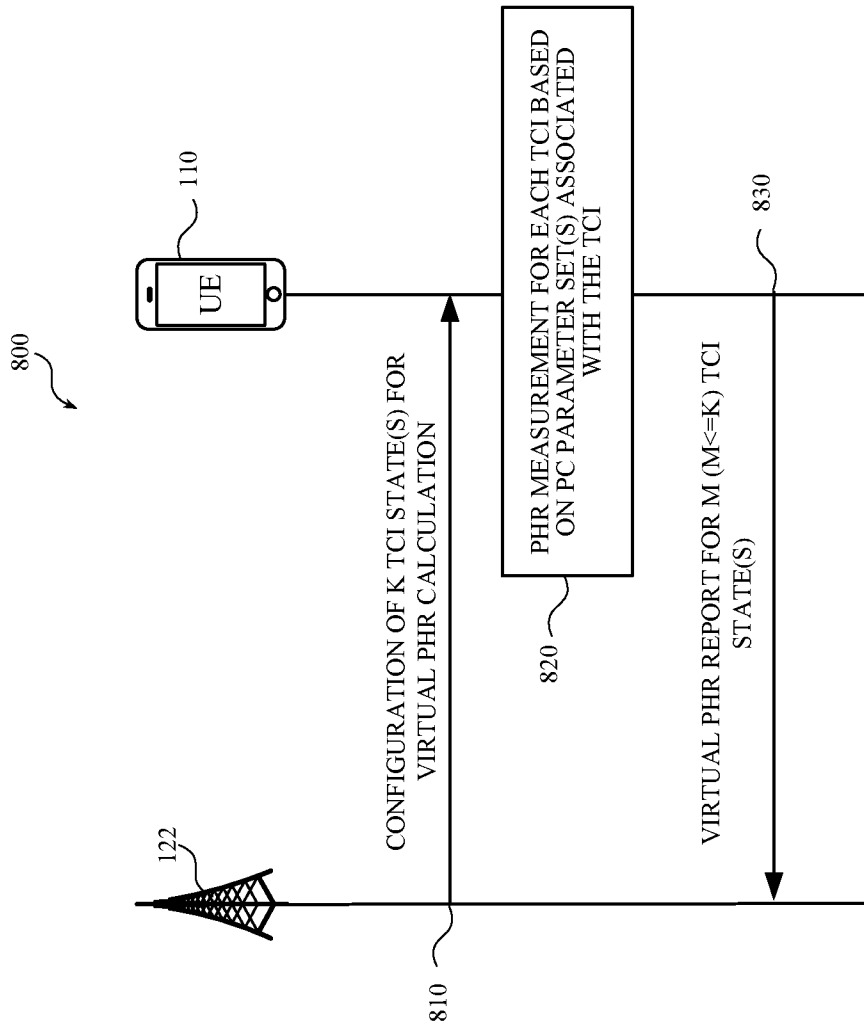 800
122
110
UE
CONFIGURATION OF K TCI STATE(S) FOR
VIRTUAL PHR CALCULATION
810
PHR MEASUREMENT FOR EACH TCI BASED
ON PC PARAMETER SET(S) ASSOCIATED
WITH THE TCI
820
VIRTUAL PHR REPORT FOR M (M<=K) TCI
STATE(S)
830